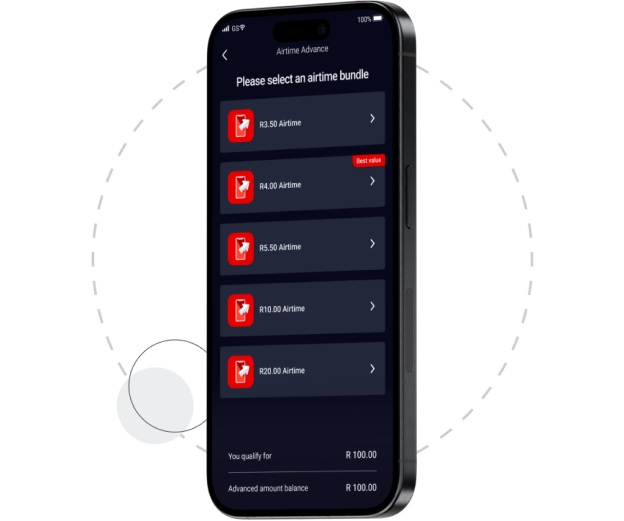 GS
100%
Airtime Advance
Please select an airtime bundle
R3.50 Airtime
Best value
R4.00 Airtime
R5.50 Airtime
R10.00 Airtime
R20.00 Airtime
You qualify for R 100.00
Advanced amount balance R 100.00